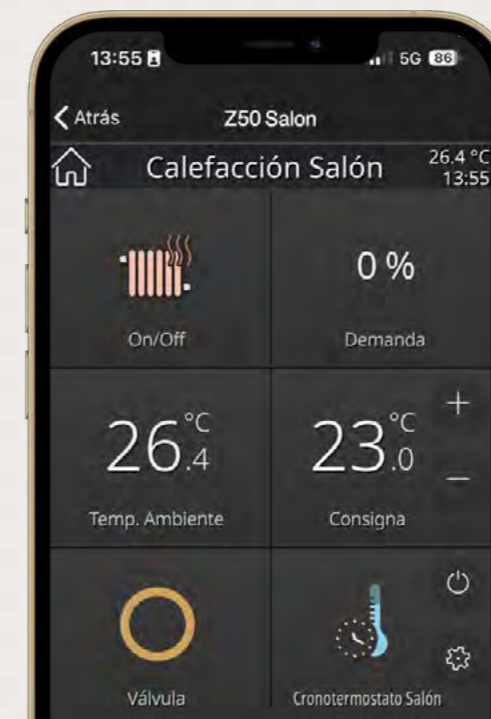 13:55
5G 86
Atrás
Z50 Salon
Calefacción Salón
26.4 °C
13:55
On/Off
0 %
Demanda
26.4 °C
Temp. Ambiente
23.0 °C
+
−
Consigna
Válvula
Cronotermostato Salón